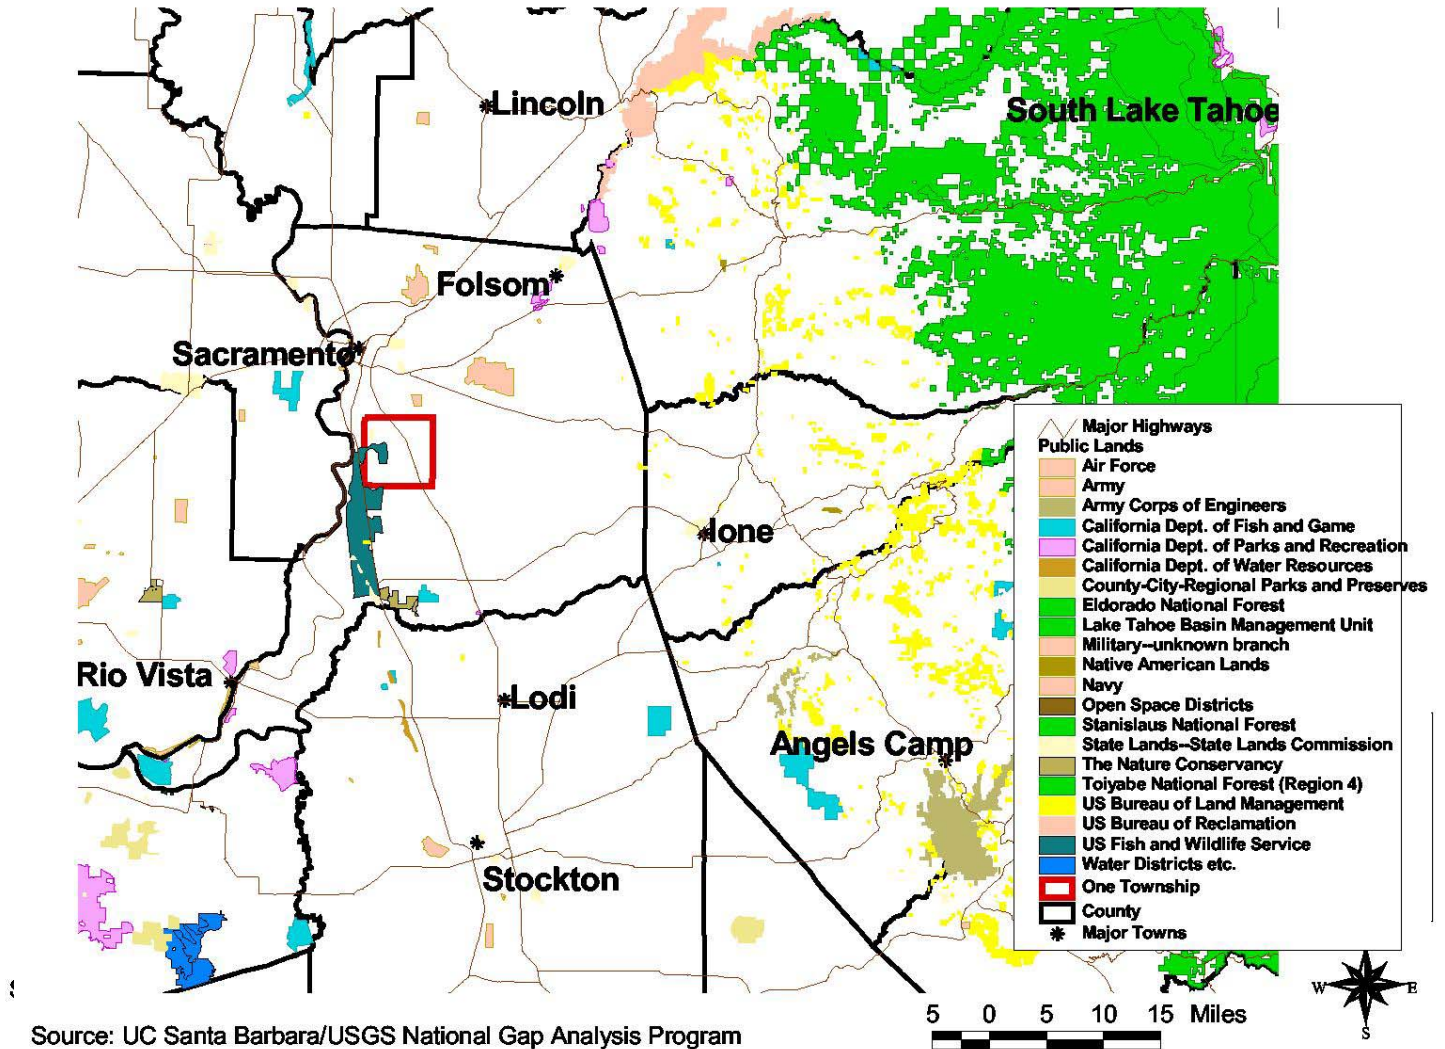 Lincoln
South Lake Tahoe
Folsom
Sacramento
Ione
Rio Vista
Lodi
Angels Camp
Stockton
Major Highways
Public Lands
Air Force
Army
Army Corps of Engineers
California Dept. of Fish and Game
California Dept. of Parks and Recreation
California Dept. of Water Resources
County-City-Regional Parks and Preserves
Eldorado National Forest
Lake Tahoe Basin Management Unit
Military--unknown branch
Native American Lands
Navy
Open Space Districts
Stanislaus National Forest
State Lands--State Lands Commission
The Nature Conservancy
Toiyabe National Forest (Region 4)
US Bureau of Land Management
US Bureau of Reclamation
US Fish and Wildlife Service
Water Districts etc.
One Township
County
Major Towns
W E
S
5 0 5 10 15 Miles
Source: UC Santa Barbara/USGS National Gap Analysis Program